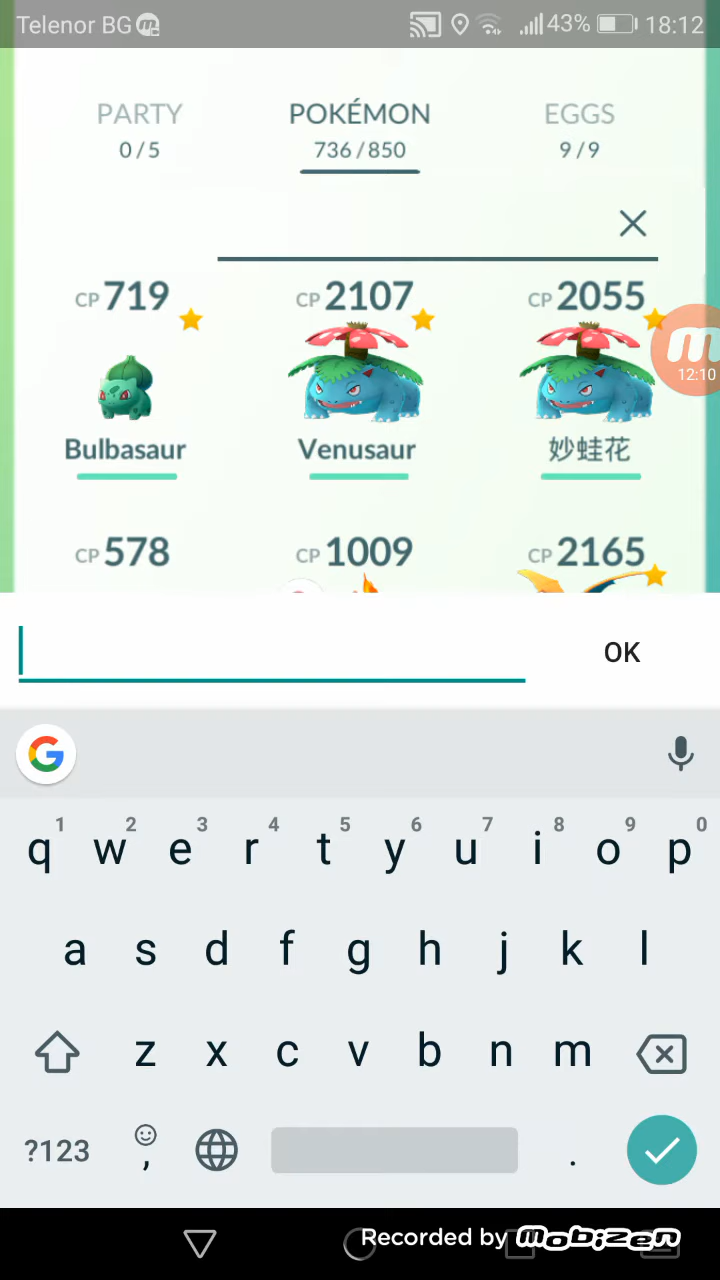 Telenor BG
43% 18:12
PARTY POKÉMON EGGS
0/5 736/850 9/9
CP 719 CP 2107 CP 2055
12:10
Bulbasaur Venusaur 妙蛙花
CP 578 CP 1009 CP 2165
OK
1 2 3 4 5 6 7 8 9 0
q w e r t y u i o p
a s d f g h j k l
z x c v b n m
?123 , .
Recorded by mobizen